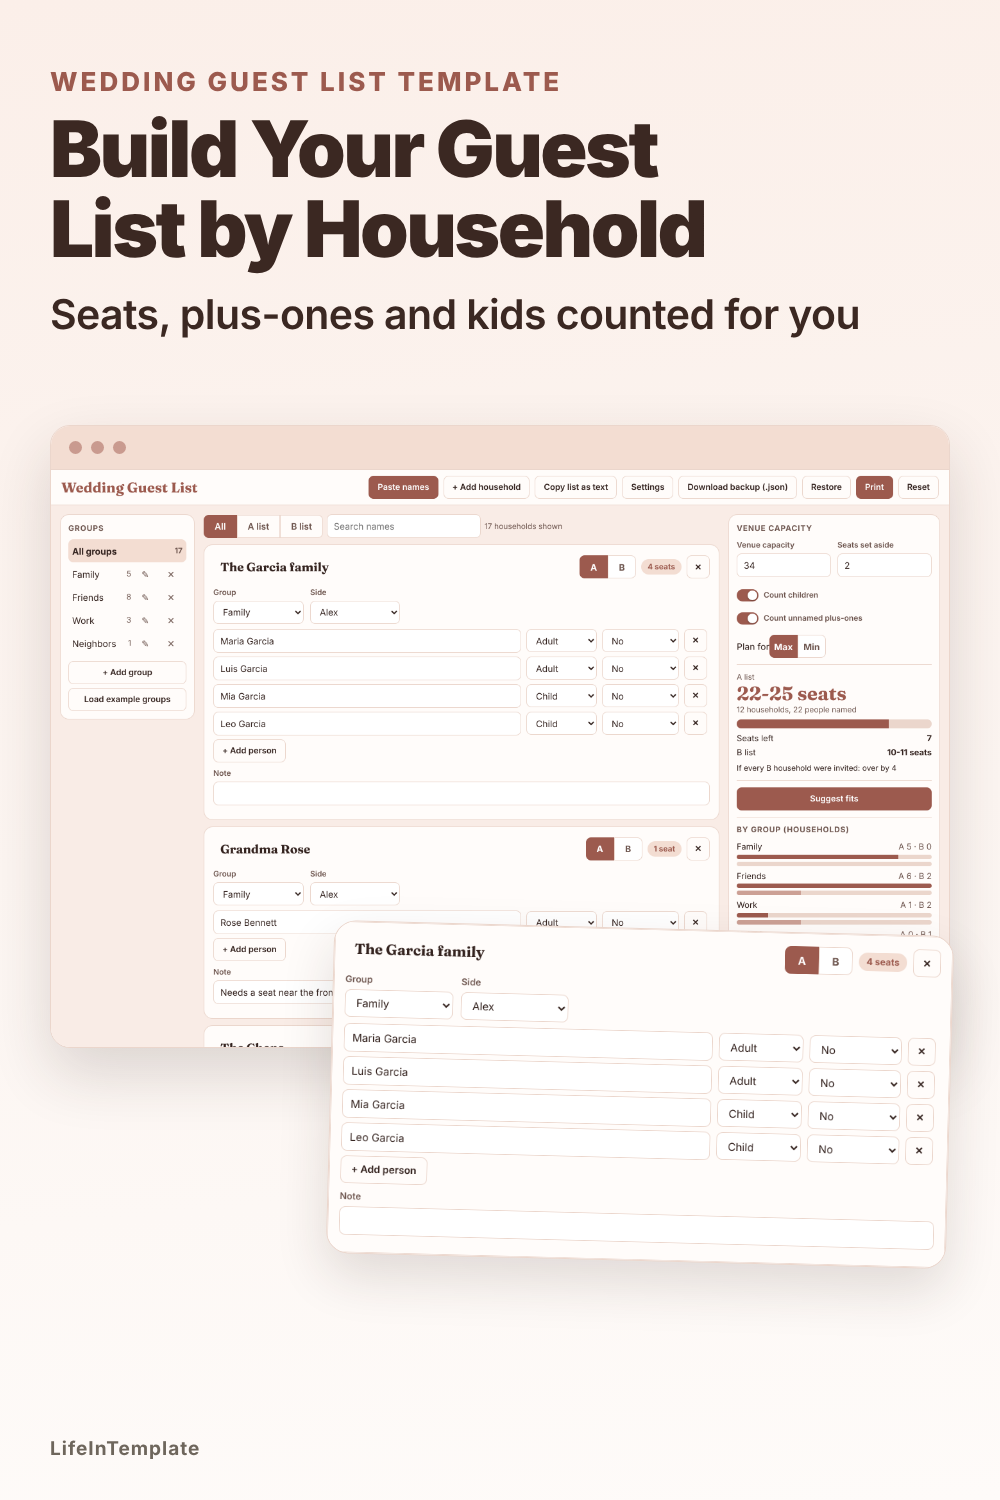 WEDDING GUEST LIST TEMPLATE
Build Your Guest
List by Household
Seats, plus-ones and kids counted for you
Wedding Guest List
Paste names
+ Add household
Copy list as text
Settings
Download backup (.json)
Restore
Print
Reset
GROUPS
All groups 17
Family 5 ✎ ×
Friends 8 ✎ ×
Work 3 ✎ ×
Neighbors 1 ✎ ×
+ Add group
Load example groups
All
A list
B list
Search names
17 households shown
The Garcia family
A B 4 seats ×
Group Side
Family Alex
Maria Garcia Adult No ×
Luis Garcia Adult No ×
Mia Garcia Child No ×
Leo Garcia Child No ×
+ Add person
Note
Grandma Rose
A B 1 seat ×
Group Side
Family Alex
Rose Bennett Adult No ×
+ Add person
Note
Needs a seat near the fron
VENUE CAPACITY
Venue capacity Seats set aside
34 2
Count children
Count unnamed plus-ones
Plan for Max Min
A list
22-25 seats
12 households, 22 people named
Seats left 7
B list 10-11 seats
If every B household were invited: over by 4
Suggest fits
BY GROUP (HOUSEHOLDS)
Family A 5 · B 0
Friends A 6 · B 2
Work A 1 · B 2
A 0 · B 1
The Garcia family
A B 4 seats ×
Group Side
Family Alex
Maria Garcia Adult No ×
Luis Garcia Adult No ×
Mia Garcia Child No ×
Leo Garcia Child No ×
+ Add person
Note
LifeInTemplate